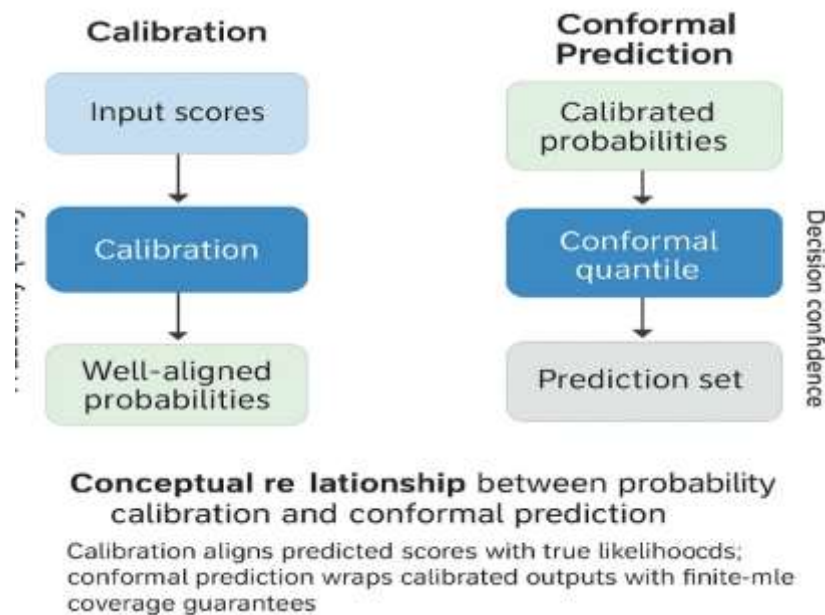 Calibration
Input scores
Calibration
Well-aligned
probabilities
Conformal
Prediction
Calibrated
probabilities
Conformal
quantile
Prediction set
Decision confidence
Conceptual re lationship between probability
calibration and conformal prediction
Calibration aligns predicted scores with true likelihoocds;
conformal prediction wraps calibrated outputs with finite-mle
coverage guarantees